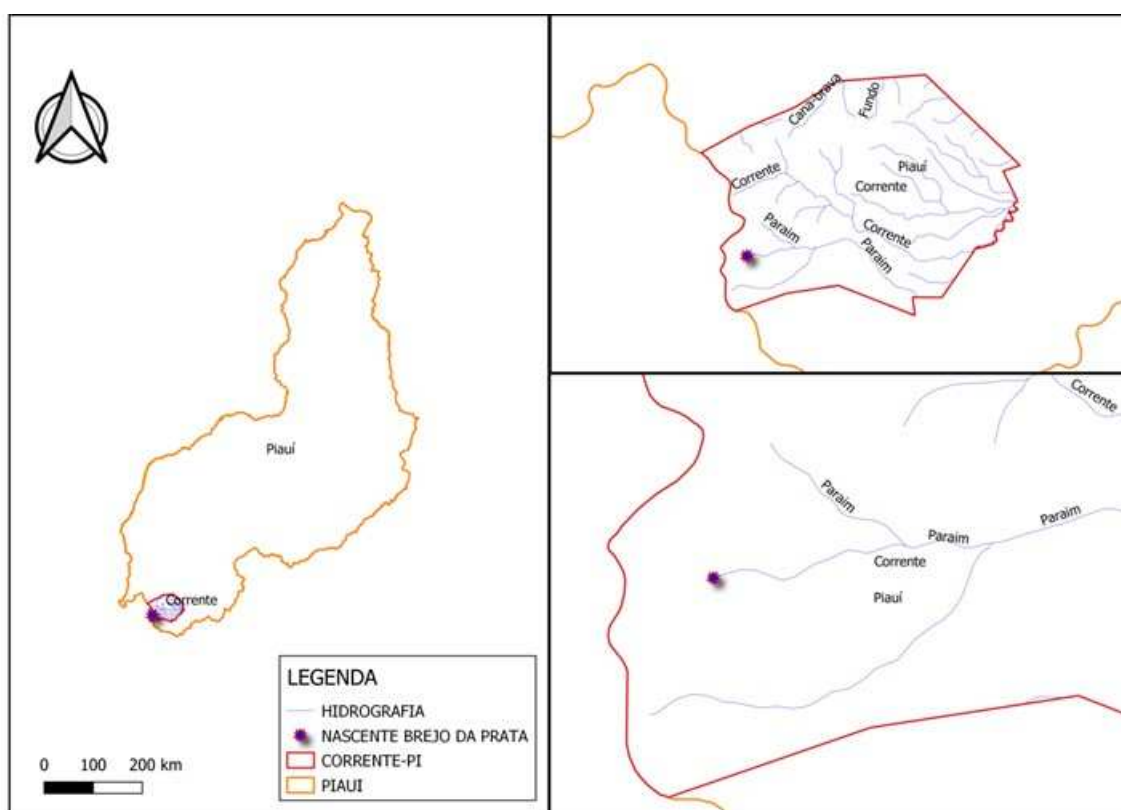 Piauí
Corrente
LEGENDA
HIDROGRAFIA
NASCENTE BREJO DA PRATA
CORRENTE-PI
PIAUI
0 100 200 km
Cana-brava
Fundo
Corrente
Piauí
Corrente
Paraim
Corrente
Paraim
Corrente
Paraim
Paraim
Paraim
Corrente
Piauí